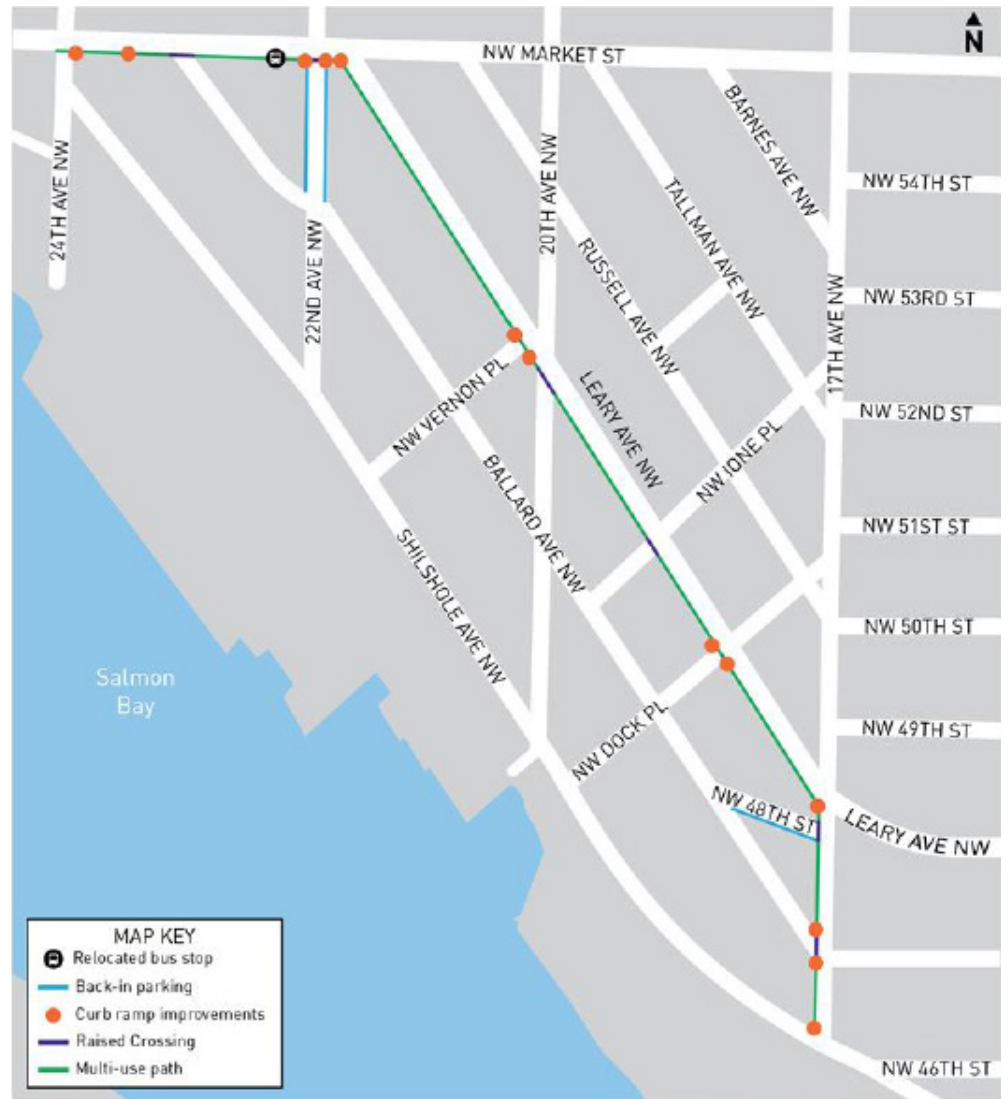 N
NW MARKET ST
BARNES AVE NW
24TH AVE NW
20TH AVE NW
NW 54TH ST
TALLMAN AVE NW
22ND AVE NW
RUSSELL AVE NW
17TH AVE NW
NW 53RD ST
NW VERNON PL
LEARY AVE NW
NW 52ND ST
NW IONE PL
BALLARD AVE NW
SHILSHOLE AVE NW
NW 51ST ST
NW 50TH ST
Salmon
Bay
NW DOCK PL
NW 49TH ST
NW 48TH ST
LEARY AVE NW
MAP KEY
Relocated bus stop
Back-in parking
Curb ramp improvements
Raised Crossing
Multi-use path
NW 46TH ST